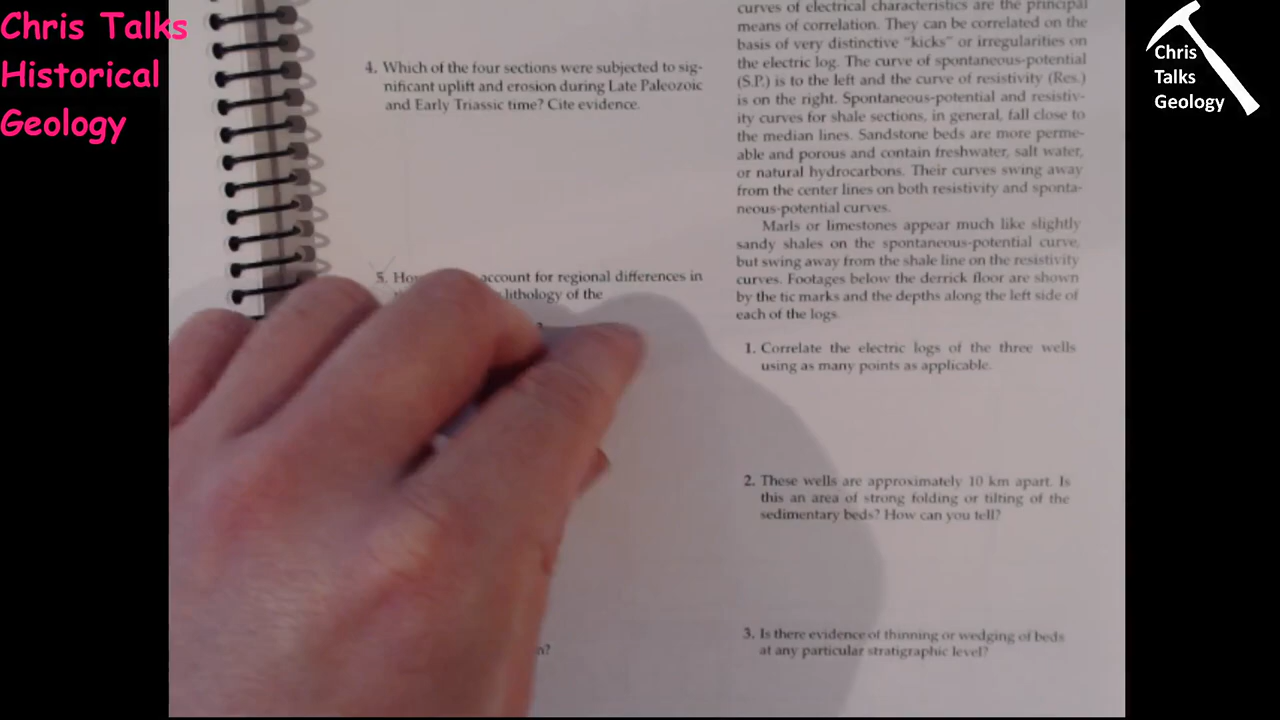 Chris Talks
Historical
Geology
Chris
Talks
Geology
4. Which of the four sections were subjected to sig-
nificant uplift and erosion during Late Paleozoic
and Early Triassic time? Cite evidence.
5. How account for regional differences in
lithology of the
?
n?
curves of electrical characteristics are the principal
means of correlation. They can be correlated on the
basis of very distinctive "kicks" or irregularities on
the electric log. The curve of spontaneous-potential
(S.P.) is to the left and the curve of resistivity (Res.)
is on the right. Spontaneous-potential and resistiv-
ity curves for shale sections, in general, fall close to
the median lines. Sandstone beds are more perme-
able and porous and contain freshwater, salt water,
or natural hydrocarbons. Their curves swing away
from the center lines on both resistivity and sponta-
neous-potential curves.
Marls or limestones appear much like slightly
sandy shales on the spontaneous-potential curve,
but swing away from the shale line on the resistivity
curves. Footages below the derrick floor are shown
by the tic marks and the depths along the left side of
each of the logs.
1. Correlate the electric logs of the three wells
using as many points as applicable.
2. These wells are approximately 10 km apart. Is
this an area of strong folding or tilting of the
sedimentary beds? How can you tell?
3. Is there evidence of thinning or wedging of beds
at any particular stratigraphic level?